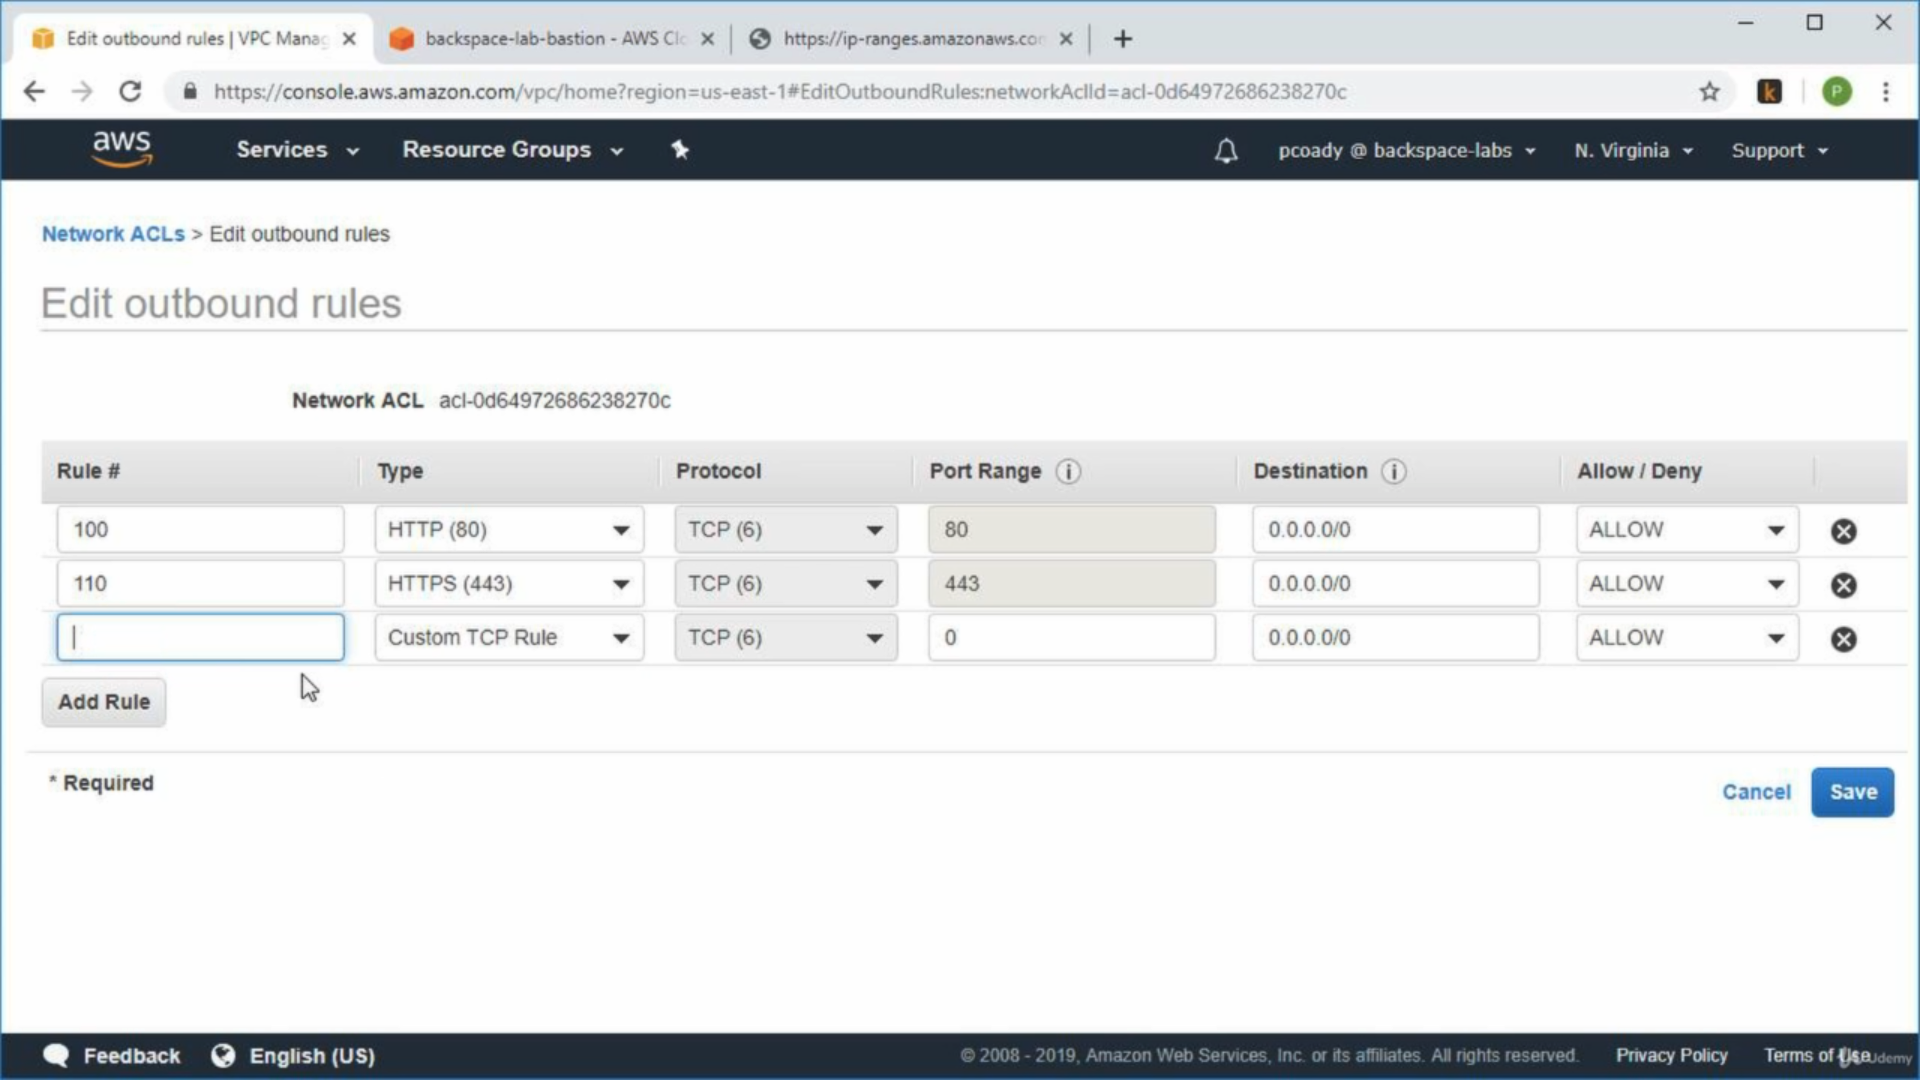 Edit outbound rules | VPC Manag
backspace-lab-bastion - AWS Clo
https://ip-ranges.amazonaws.con
https://console.aws.amazon.com/vpc/home?region=us-east-1#EditOutboundRules:networkAclId=acl-0d64972686238270c
k
P
aws
Services
Resource Groups
pcoady @ backspace-labs
N. Virginia
Support
Network ACLs > Edit outbound rules
Edit outbound rules
Network ACL acl-0d64972686238270c
Rule # Type Protocol Port Range i Destination i Allow / Deny
100 HTTP (80) TCP (6) 80 0.0.0.0/0 ALLOW
110 HTTPS (443) TCP (6) 443 0.0.0.0/0 ALLOW
Custom TCP Rule TCP (6) 0 0.0.0.0/0 ALLOW
Add Rule
* Required
Cancel Save
Feedback English (US) © 2008 - 2019, Amazon Web Services, Inc. or its affiliates. All rights reserved. Privacy Policy Terms of Use
Udemy